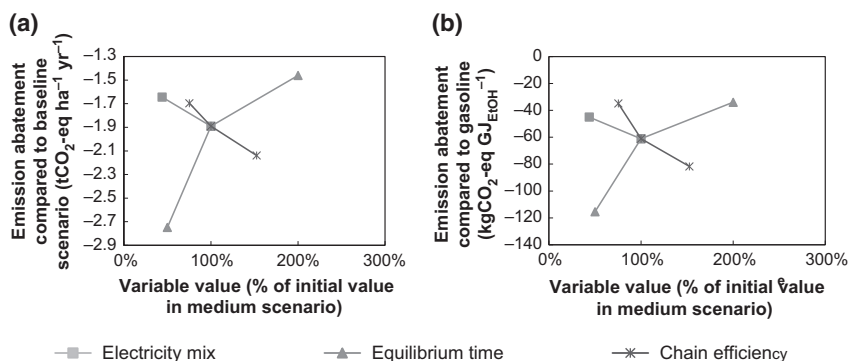 (a)
Emission abatement
compared to baseline
scenario (tCO₂-eq ha⁻¹ yr⁻¹)
–1.3
–1.5
–1.7
–1.9
–2.1
–2.3
–2.5
–2.7
–2.9
0% 100% 200% 300%
Variable value (% of initial value
in medium scenario)
(b)
Emission abatement
compared to gasoline
(kgCO₂-eq GJEtOH⁻¹)
0
–20
–40
–60
–80
–100
–120
–140
0% 100% 200% 300%
Variable value (% of initial value
in medium scenario)
Electricity mix Equilibrium time Chain efficiency